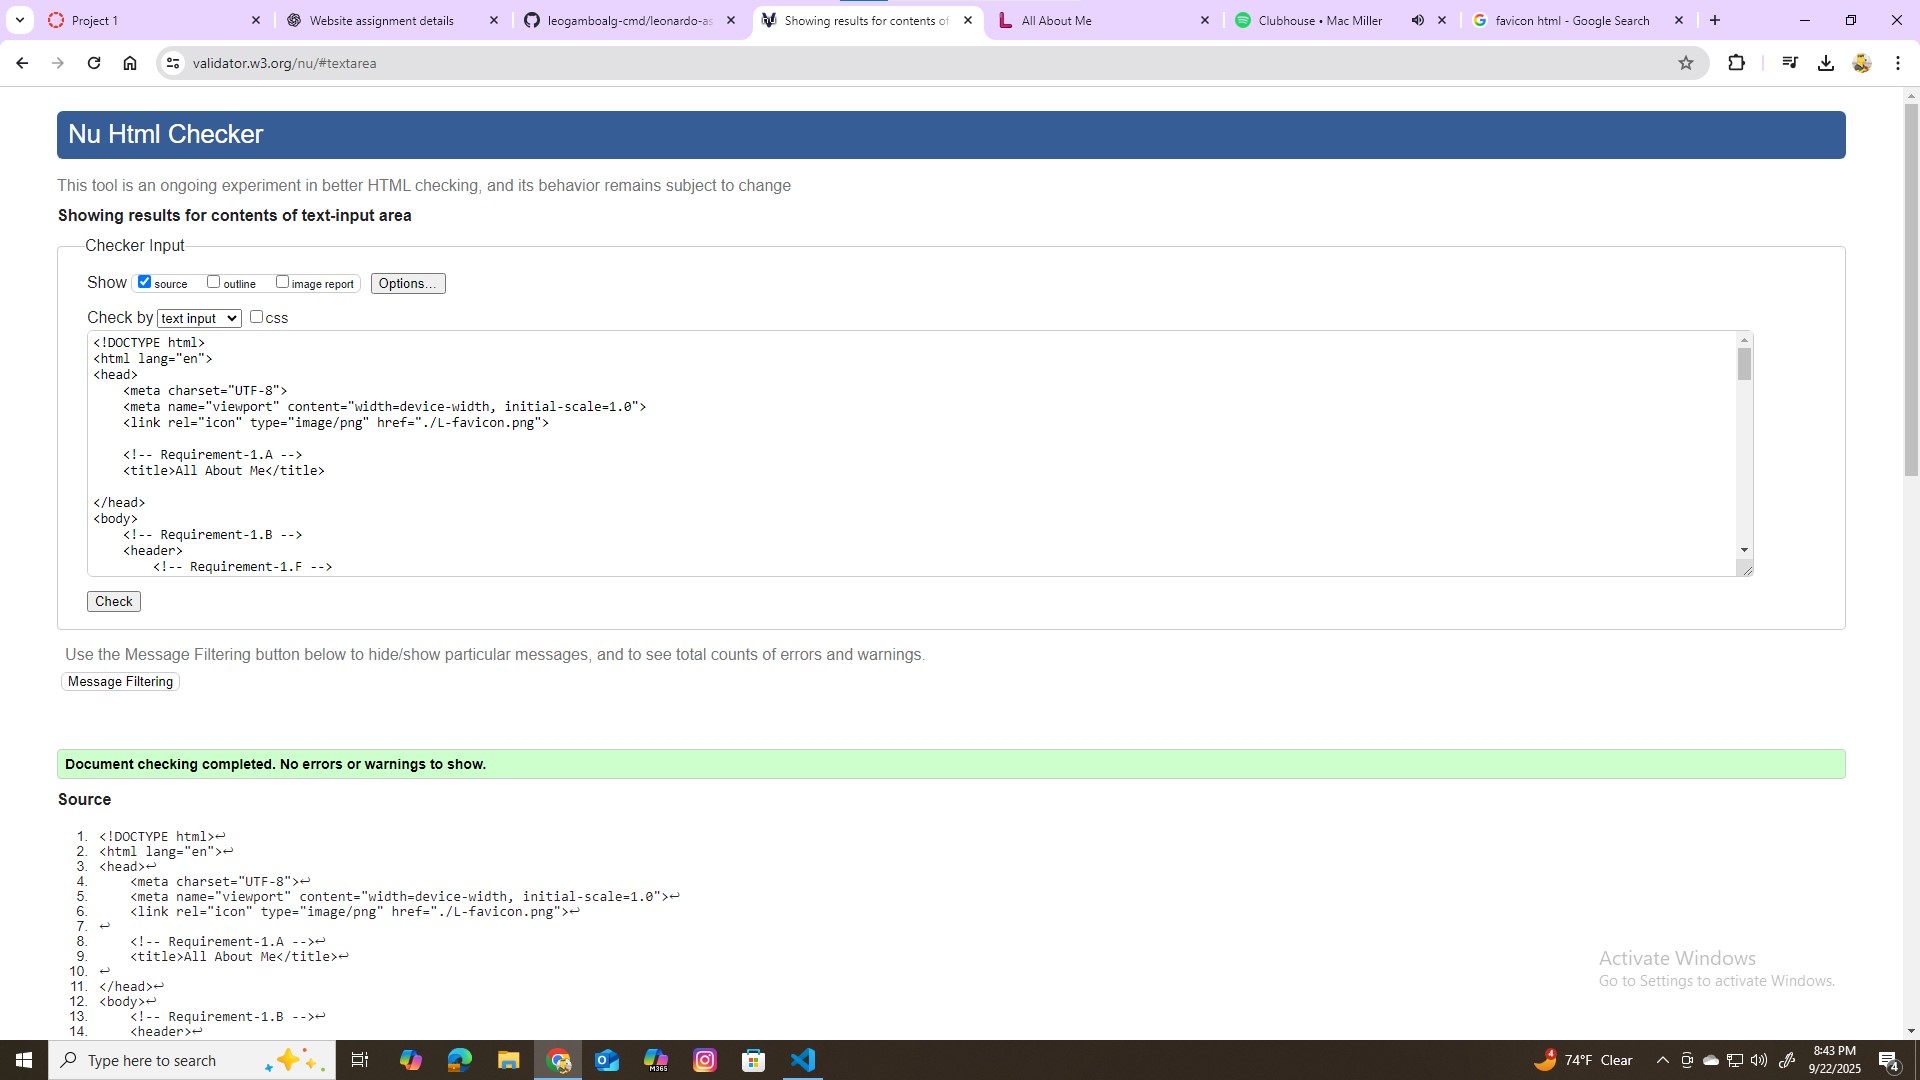 Project 1
Website assignment details
leogamboalg-cmd/leonardo-as
Showing results for contents of
All About Me
Clubhouse • Mac Miller
favicon html - Google Search
validator.w3.org/nu/#textarea
Nu Html Checker
This tool is an ongoing experiment in better HTML checking, and its behavior remains subject to change
Showing results for contents of text-input area
Checker Input
Show source outline image report Options...
Check by text input css
<!DOCTYPE html>
<html lang="en">
<head>
    <meta charset="UTF-8">
    <meta name="viewport" content="width=device-width, initial-scale=1.0">
    <link rel="icon" type="image/png" href="./L-favicon.png">
    <!-- Requirement-1.A -->
    <title>All About Me</title>
</head>
<body>
    <!-- Requirement-1.B -->
    <header>
        <!-- Requirement-1.F -->
Check
Use the Message Filtering button below to hide/show particular messages, and to see total counts of errors and warnings.
Message Filtering
Document checking completed. No errors or warnings to show.
Source
1. <!DOCTYPE html>↩
2. <html lang="en">↩
3. <head>↩
4.     <meta charset="UTF-8">↩
5.     <meta name="viewport" content="width=device-width, initial-scale=1.0">↩
6.     <link rel="icon" type="image/png" href="./L-favicon.png">↩
7. ↩
8.     <!-- Requirement-1.A -->↩
9.     <title>All About Me</title>↩
10. ↩
11. </head>↩
12. <body>↩
13.     <!-- Requirement-1.B -->↩
14.     <header>↩
Activate Windows
Go to Settings to activate Windows.
Type here to search
M365
4
74°F Clear
8:43 PM
9/22/2025
4